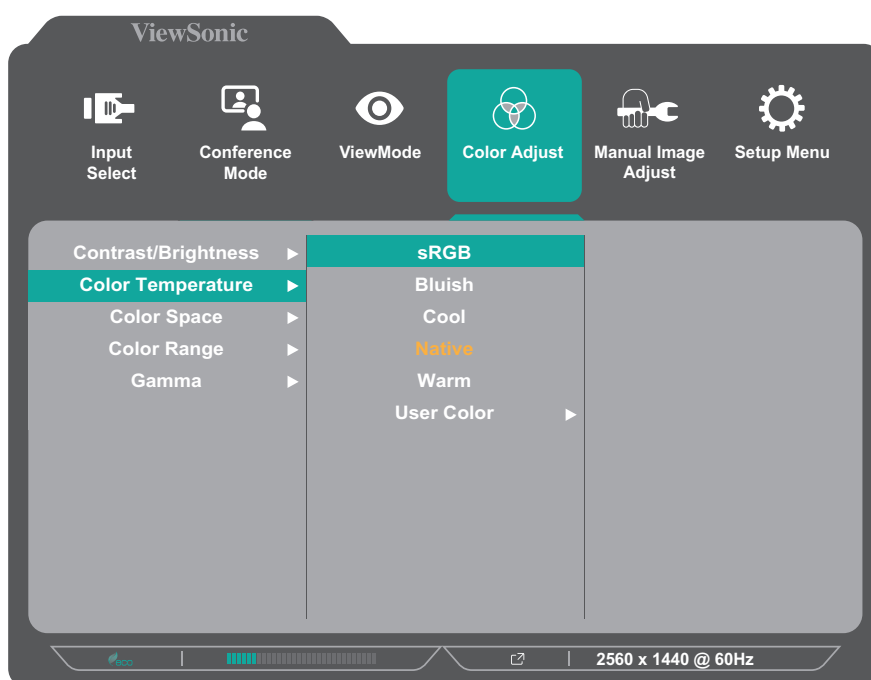 ViewSonic
Input
Select
Conference
Mode
ViewMode
Color Adjust
Manual Image
Adjust
Setup Menu
Contrast/Brightness
Color Temperature
Color Space
Color Range
Gamma
sRGB
Bluish
Cool
Native
Warm
User Color
eco
2560 x 1440 @ 60Hz